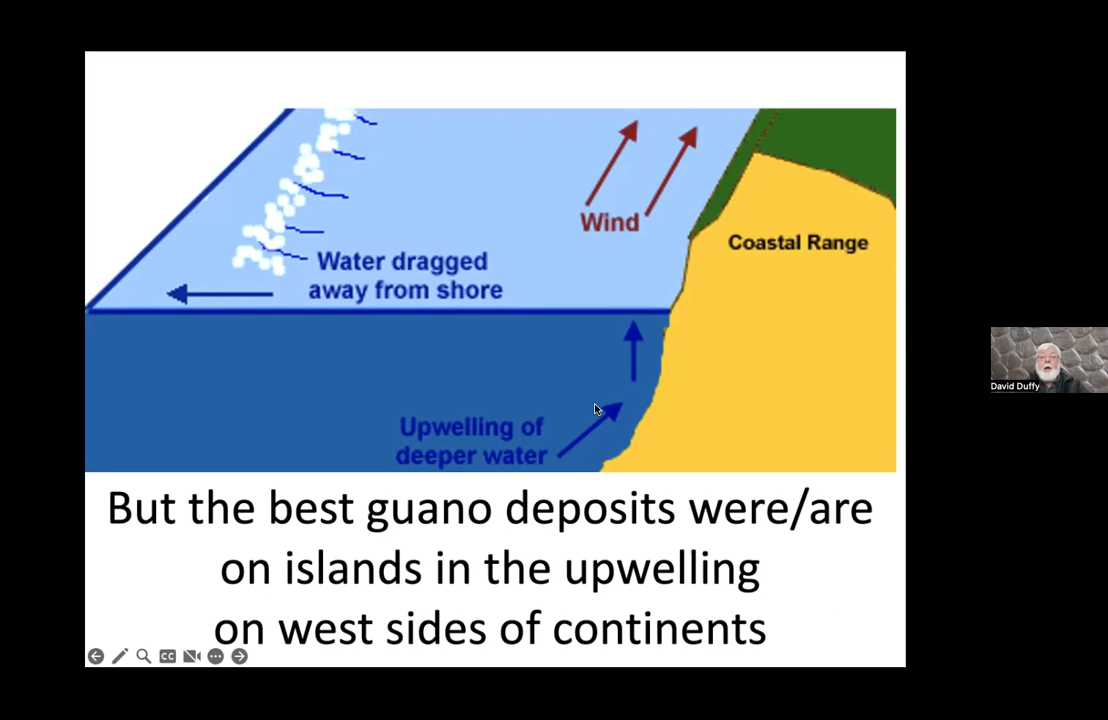 Wind
Coastal Range
Water dragged
away from shore
Upwelling of
deeper water
But the best guano deposits were/are
on islands in the upwelling
on west sides of continents
CC
David Duffy